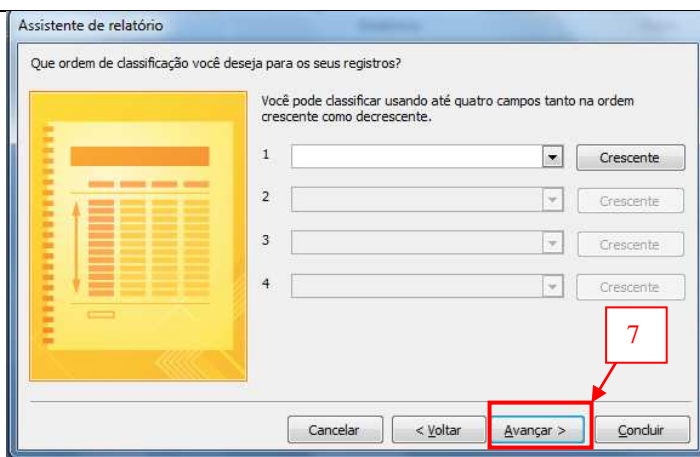 Assistente de relatório
Que ordem de classificação você deseja para os seus registros?
Você pode classificar usando até quatro campos tanto na ordem
crescente como decrescente.
1 Crescente
2 Crescente
3 Crescente
4 Crescente
7
Cancelar < Voltar Avançar > Concluir